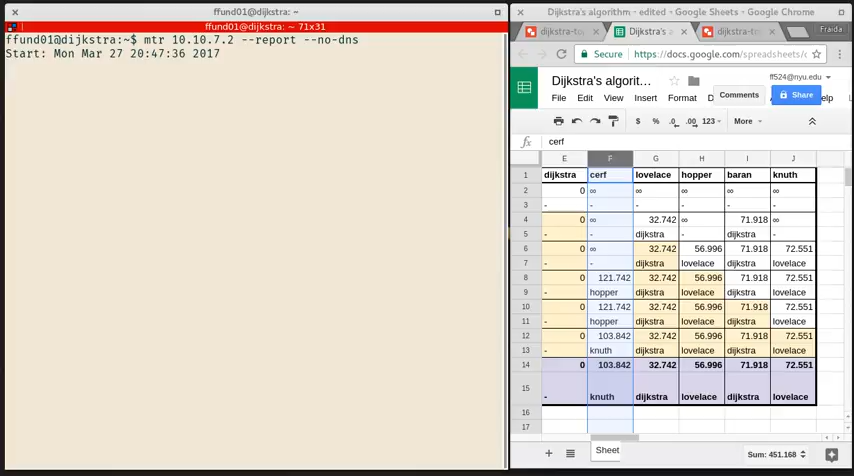 ffund01@dijkstra: ~
ffund01@dijkstra: ~ 71x31
ffund01@dijkstra:~$ mtr 10.10.7.2 --report --no-dns
Start: Mon Mar 27 20:47:36 2017
Dijkstra's algorithm - edited - Google Sheets - Google Chrome
dijkstra-to
Dijkstra's a
dijkstra-tr
Fraida
Secure
https://docs.google.com/spreadsheets/c
Dijkstra's algorit…
ff524@nyu.edu
Comments
Share
File Edit View Insert Format D elp
$ % .0 .00 123 More
fx cerf
E F G H I J
1 dijkstra cerf lovelace hopper baran knuth
2 0 ∞ ∞ ∞ ∞ ∞
3 - - - - - -
4 0 ∞ 32.742 ∞ 71.918 ∞
5 - - dijkstra - dijkstra -
6 0 ∞ 32.742 56.996 71.918 72.551
7 - - dijkstra lovelace dijkstra lovelace
8 0 121.742 32.742 56.996 71.918 72.551
9 - hopper dijkstra lovelace dijkstra lovelace
10 0 121.742 32.742 56.996 71.918 72.551
11 - hopper dijkstra lovelace dijkstra lovelace
12 0 103.842 32.742 56.996 71.918 72.551
13 - knuth dijkstra lovelace dijkstra lovelace
14 0 103.842 32.742 56.996 71.918 72.551
15 - knuth dijkstra lovelace dijkstra lovelace
16
17
Sheet
Sum: 451.168